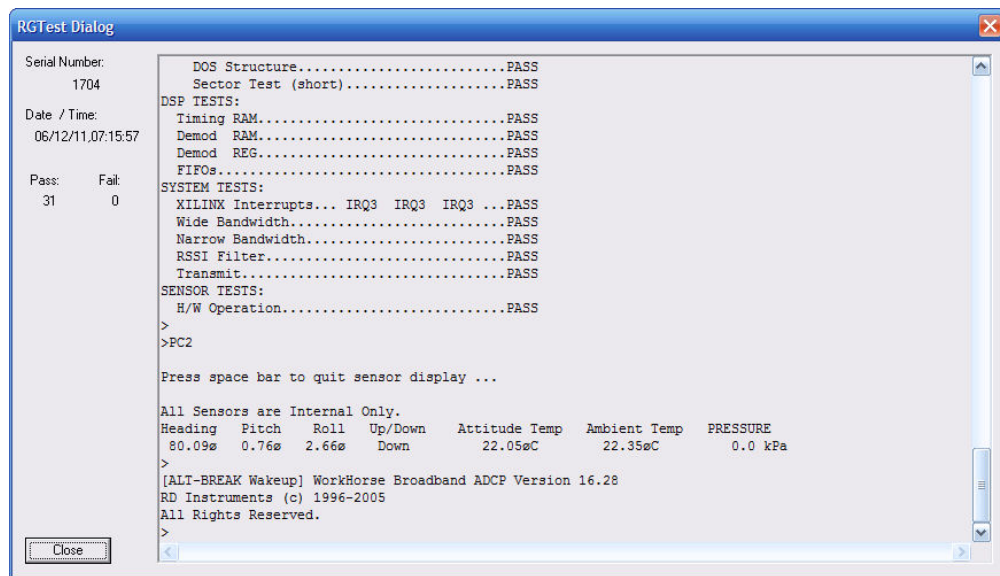 RGTest Dialog
Serial Number:
1704
Date / Time:
06/12/11,07:15:57
Pass: Fail:
31 0
DOS Structure..........................PASS
Sector Test (short)....................PASS
DSP TESTS:
Timing RAM...............................PASS
Demod  RAM...............................PASS
Demod  REG...............................PASS
FIFOs....................................PASS
SYSTEM TESTS:
XILINX Interrupts... IRQ3  IRQ3  IRQ3 ...PASS
Wide Bandwidth...........................PASS
Narrow Bandwidth.........................PASS
RSSI Filter..............................PASS
Transmit.................................PASS
SENSOR TESTS:
H/W Operation............................PASS
>
>PC2
Press space bar to quit sensor display ...
All Sensors are Internal Only.
Heading Pitch Roll Up/Down Attitude Temp Ambient Temp PRESSURE
80.09ø 0.76ø 2.66ø Down 22.05øC 22.35øC 0.0 kPa
>
[ALT-BREAK Wakeup] WorkHorse Broadband ADCP Version 16.28
RD Instruments (c) 1996-2005
All Rights Reserved.
>
Close